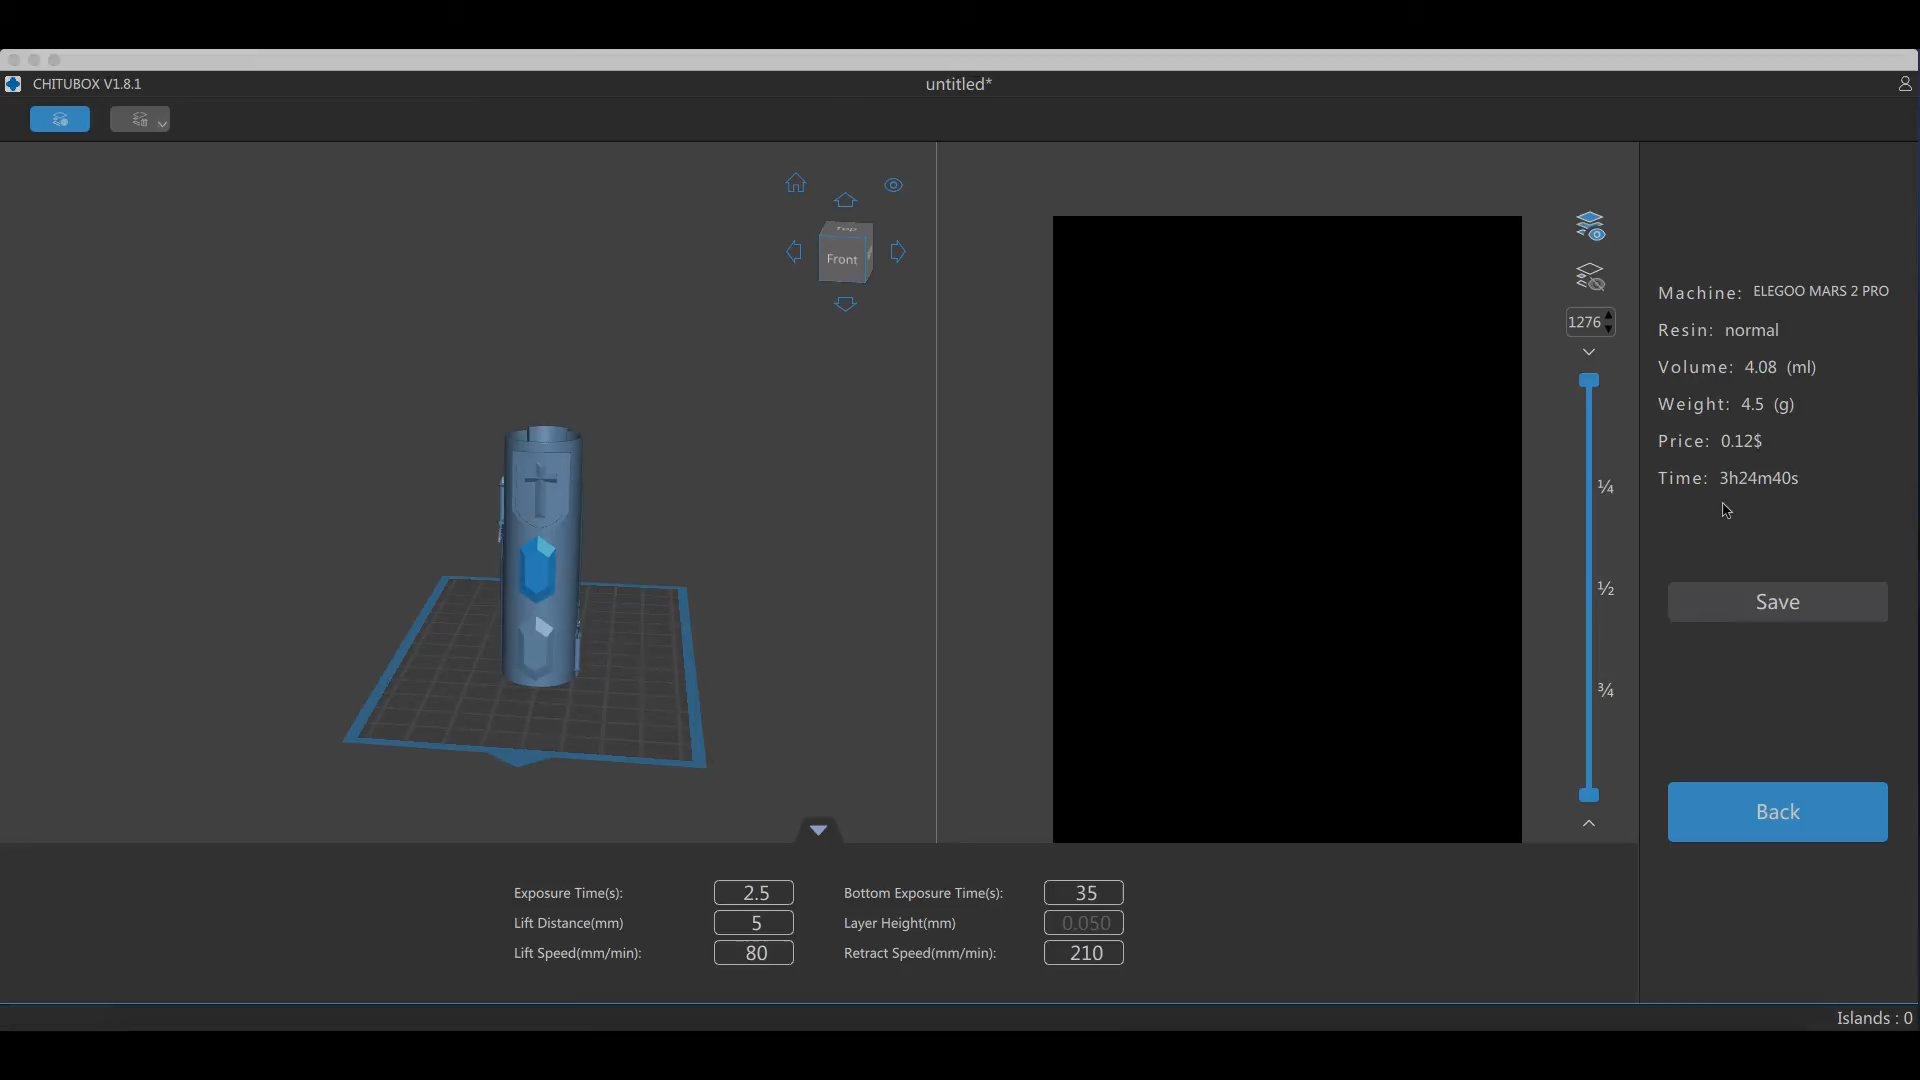 CHITUBOX V1.8.1
untitled*
Top
Front
1276
¼
½
¾
Machine: ELEGOO MARS 2 PRO
Resin: normal
Volume: 4.08 (ml)
Weight: 4.5 (g)
Price: 0.12$
Time: 3h24m40s
Save
Back
Exposure Time(s): 2.5 Bottom Exposure Time(s): 35
Lift Distance(mm) 5 Layer Height(mm) 0.050
Lift Speed(mm/min): 80 Retract Speed(mm/min): 210
Islands : 0